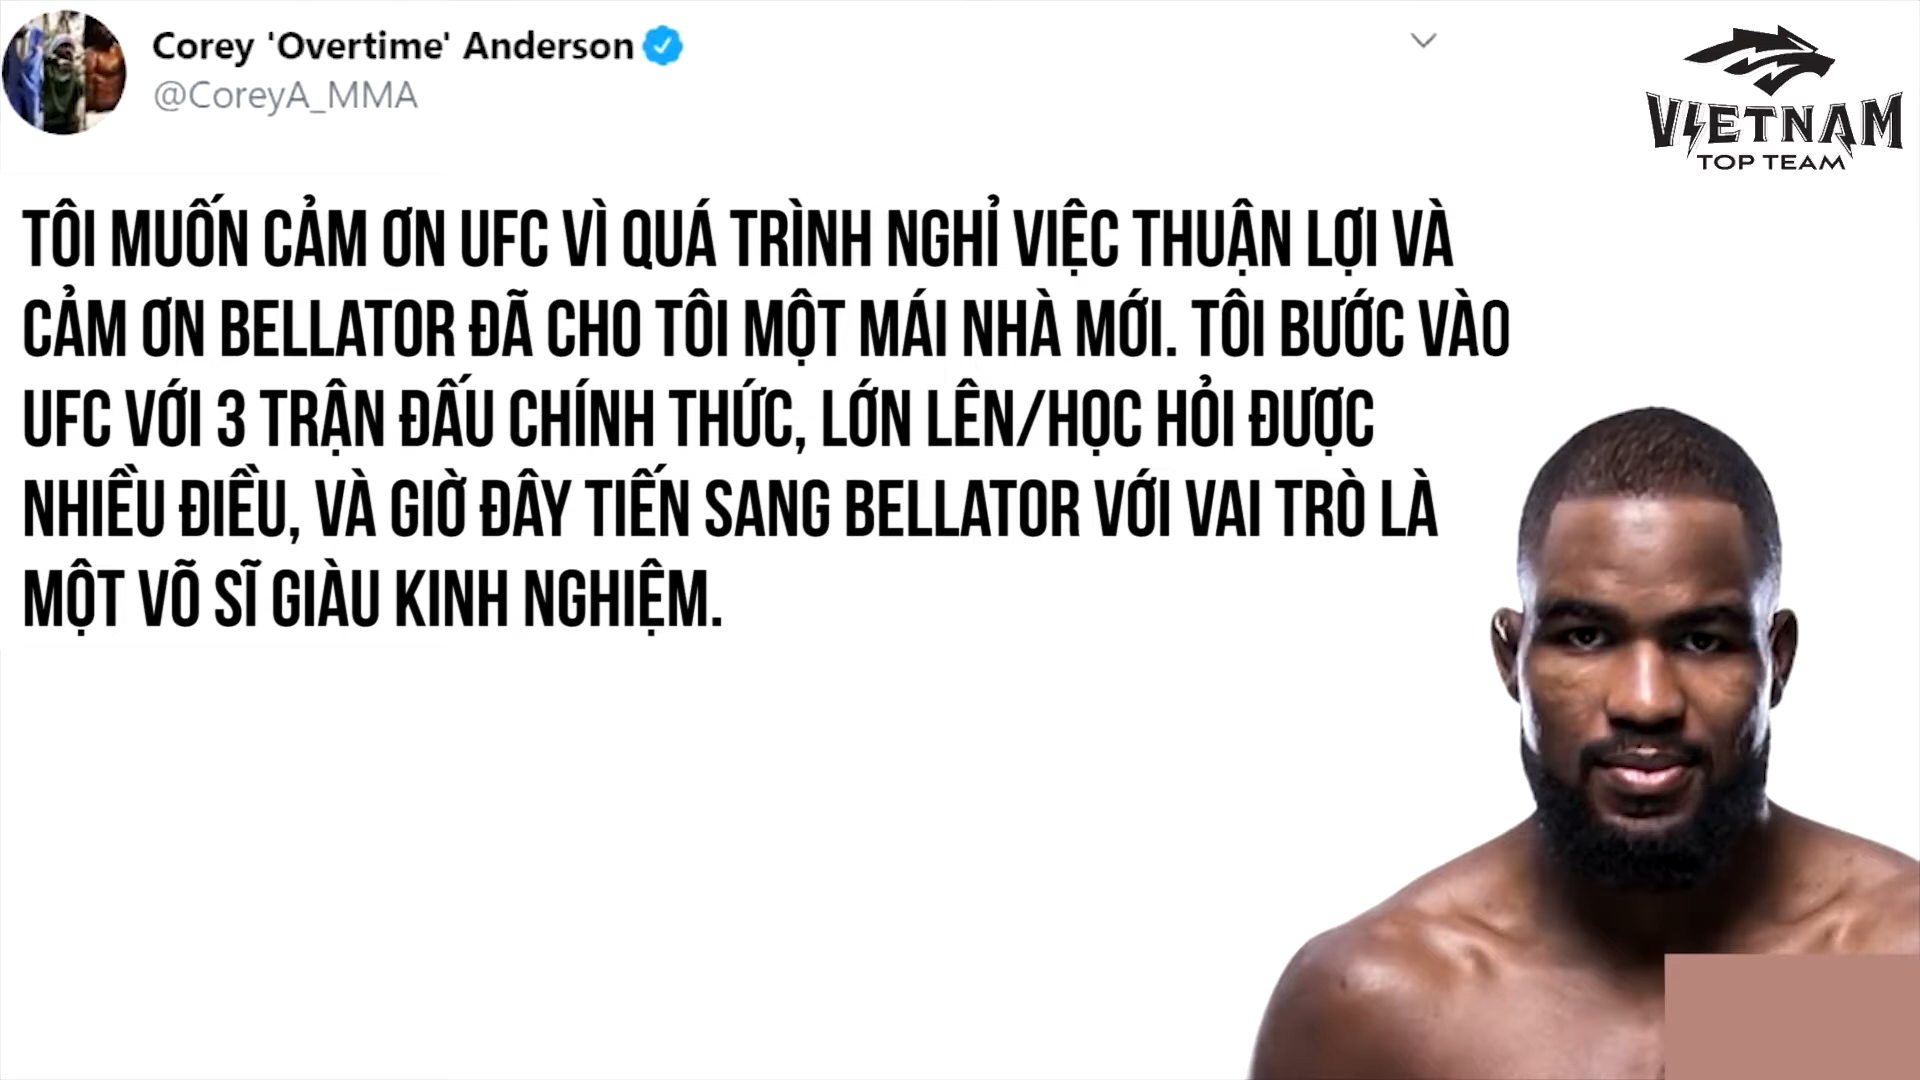 Corey 'Overtime' Anderson
@CoreyA_MMA
VIETNAM
TOP TEAM
TÔI MUỐN CẢM ƠN UFC VÌ QUÁ TRÌNH NGHỈ VIỆC THUẬN LỢI VÀ
CẢM ƠN BELLATOR ĐÃ CHO TÔI MỘT MÁI NHÀ MỚI. TÔI BƯỚC VÀO
UFC VỚI 3 TRẬN ĐẤU CHÍNH THỨC, LỚN LÊN/HỌC HỎI ĐƯỢC
NHIỀU ĐIỀU, VÀ GIỜ ĐÂY TIẾN SANG BELLATOR VỚI VAI TRÒ LÀ
MỘT VÕ SĨ GIÀU KINH NGHIỆM.